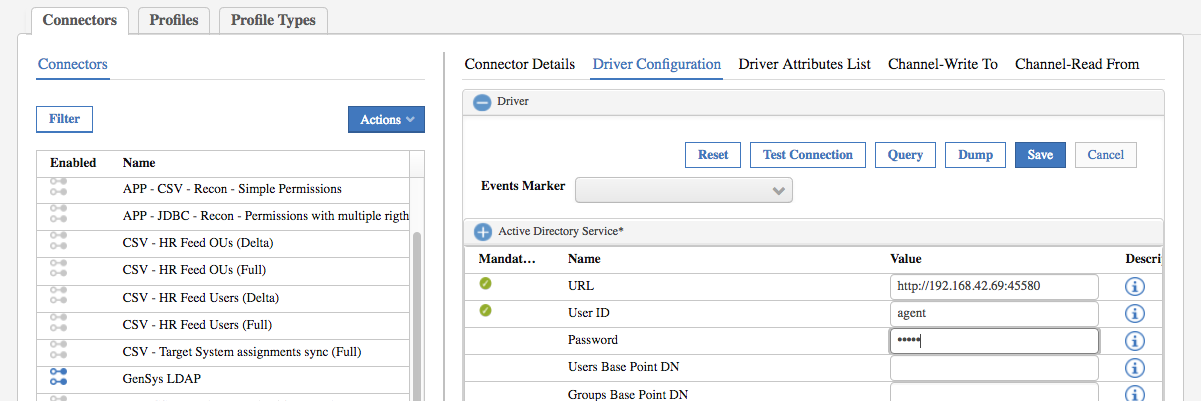 Connectors Profiles Profile Types
Connectors
Filter
Actions
Enabled Name
APP - CSV - Recon - Simple Permissions
APP - JDBC - Recon - Permissions with multiple rigth
CSV - HR Feed OUs (Delta)
CSV - HR Feed OUs (Full)
CSV - HR Feed Users (Delta)
CSV - HR Feed Users (Full)
CSV - Target System assignments sync (Full)
GenSys LDAP
Connector Details Driver Configuration Driver Attributes List Channel-Write To Channel-Read From
Driver
Reset Test Connection Query Dump Save Cancel
Events Marker
Active Directory Service*
Mandat... Name Value Descri
URL http://192.168.42.69:45580
User ID agent
Password •••••
Users Base Point DN
Groups Base Point DN